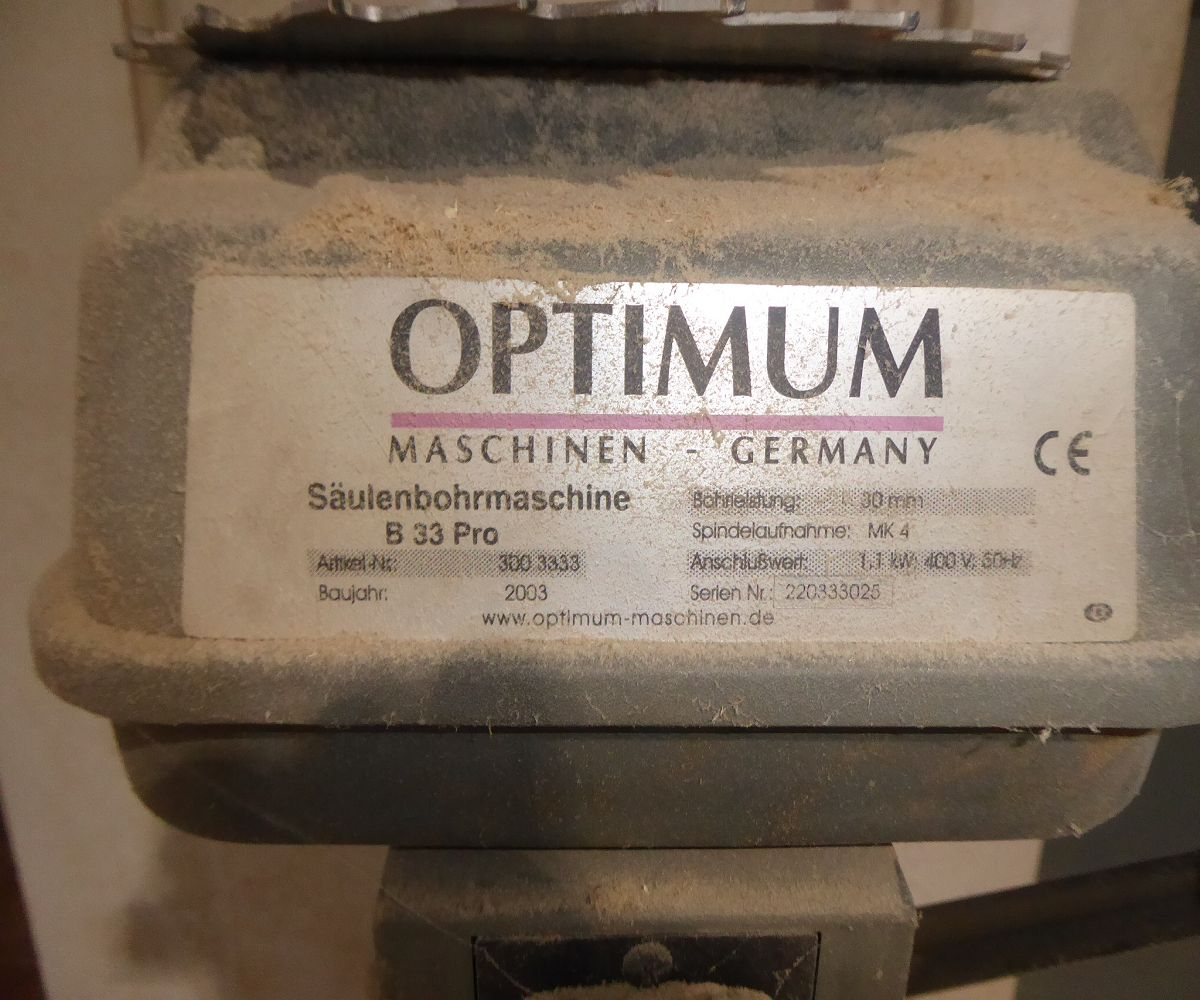 OPTIMUM
MASCHINEN - GERMANY
CE
Säulenbohrmaschine
B 33 Pro
Artikel-Nr.: 300 3333
Baujahr: 2003
Bohrleistung: 30 mm
Spindelaufnahme: MK 4
Anschlußwert: 1,1 kW; 400 V; 50Hz
Serien Nr.: 220333025
www.optimum-maschinen.de